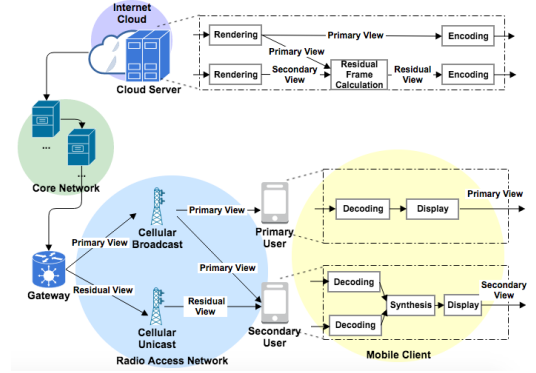 Internet
Cloud
Cloud Server
Rendering
Primary View
Encoding
Primary View
Rendering
Secondary
View
Residual
Frame
Calculation
Residual
View
Encoding
...
...
Core Network
Gateway
Primary View
Residual View
Cellular
Broadcast
Cellular
Unicast
Radio Access Network
Primary View
Primary View
Residual
View
Primary
User
Secondary
User
Decoding
Display
Primary
View
Decoding
Decoding
Synthesis
Display
Secondary
View
Mobile Client